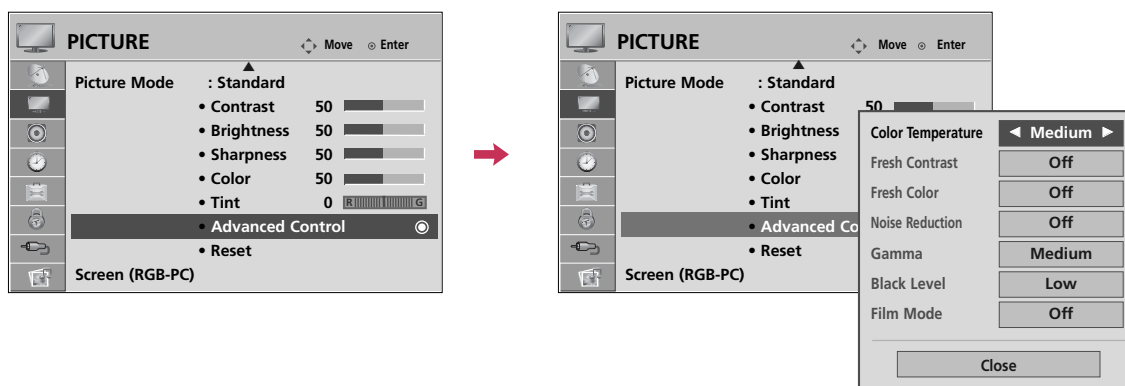 PICTURE Move Enter
Picture Mode : Standard
• Contrast 50
• Brightness 50
• Sharpness 50
• Color 50
• Tint 0 R G
• Advanced Control
• Reset
Screen (RGB-PC)
PICTURE Move Enter
Picture Mode : Standard
• Contrast 50
• Brightness
• Sharpness
• Color
• Tint
• Advanced Co
• Reset
Screen (RGB-PC)
Color Temperature ◀ Medium ▶
Fresh Contrast Off
Fresh Color Off
Noise Reduction Off
Gamma Medium
Black Level Low
Film Mode Off
Close